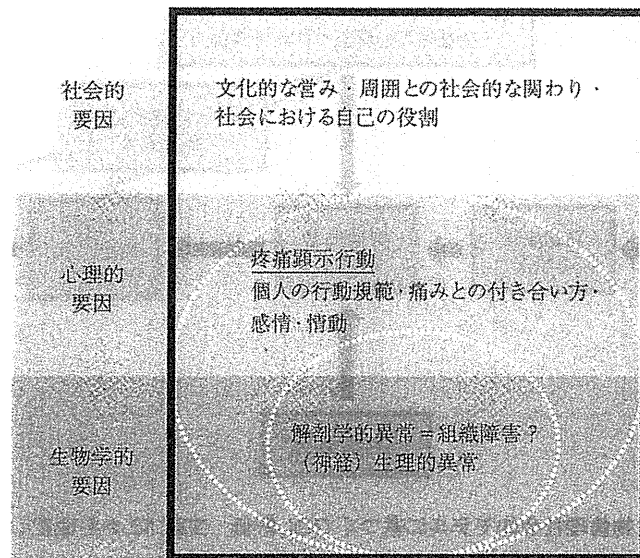 社会的
要因
文化的な営み・周囲との社会的な関わり・
社会における自己の役割
心理的
要因
疼痛顕示行動
個人の行動規範・痛みとの付き合い方・
感情・情動
生物学的
要因
解剖学的異常＝組織障害？
（神経）生理的異常